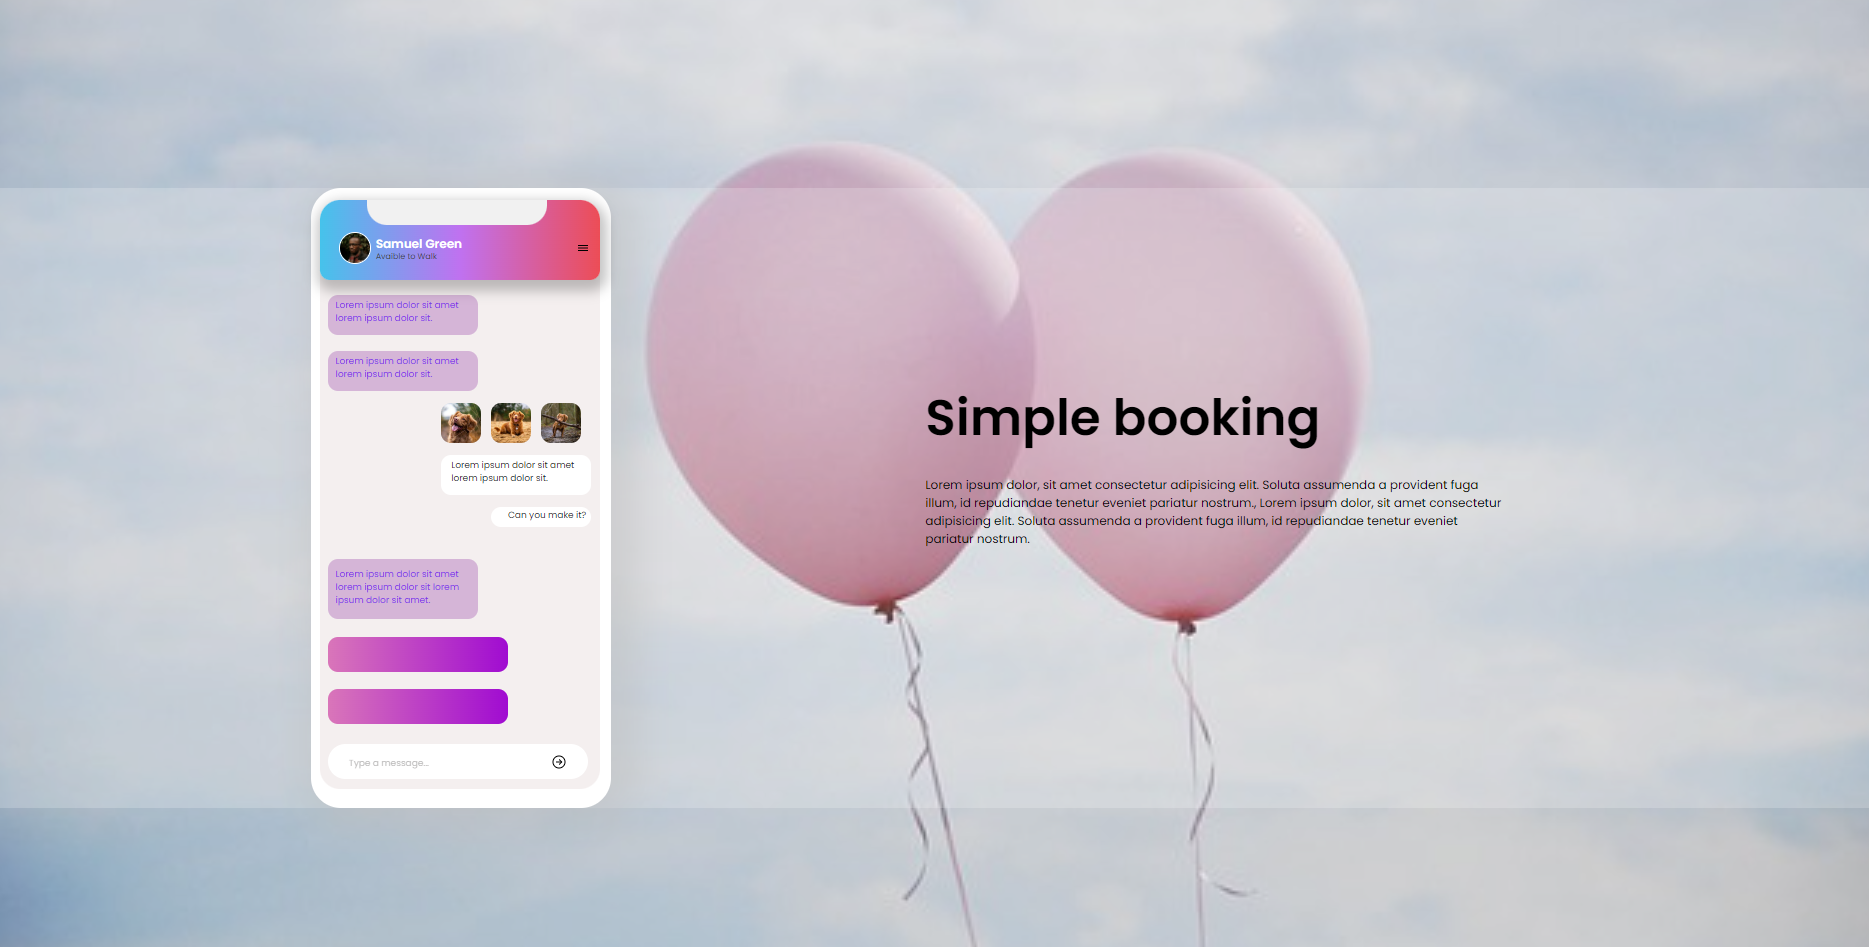 Samuel Green
Avaible to Walk
Lorem ipsum dolor sit amet
lorem ipsum dolor sit.
Lorem ipsum dolor sit amet
lorem ipsum dolor sit.
Lorem ipsum dolor sit amet
lorem ipsum dolor sit.
Can you make it?
Lorem ipsum dolor sit amet
lorem ipsum dolor sit lorem
ipsum dolor sit amet.
Type a message...
Simple booking
Lorem ipsum dolor, sit amet consectetur adipisicing elit. Soluta assumenda a provident fuga
illum, id repudiandae tenetur eveniet pariatur nostrum., Lorem ipsum dolor, sit amet consectetur
adipisicing elit. Soluta assumenda a provident fuga illum, id repudiandae tenetur eveniet
pariatur nostrum.